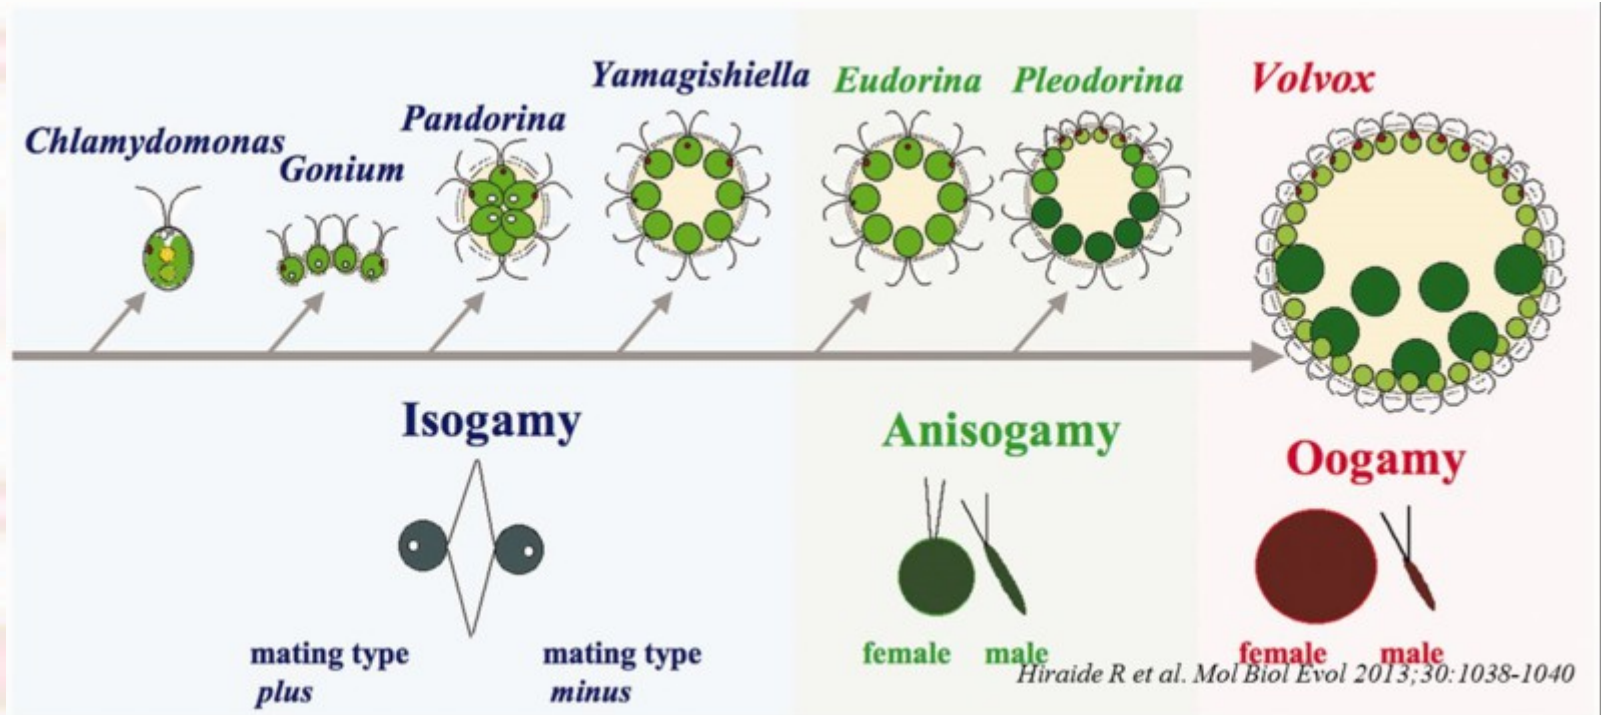 Chlamydomonas
Gonium
Pandorina
Yamagishiella
Eudorina
Pleodorina
Volvox
Isogamy
Anisogamy
Oogamy
mating type
plus
mating type
minus
female
male
female
male
Hiraide R et al. Mol Biol Evol 2013;30:1038-1040